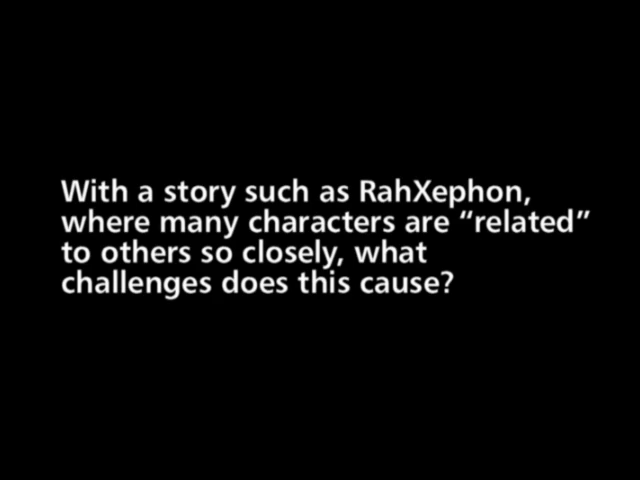 With a story such as RahXephon,
where many characters are “related”
to others so closely, what
challenges does this cause?